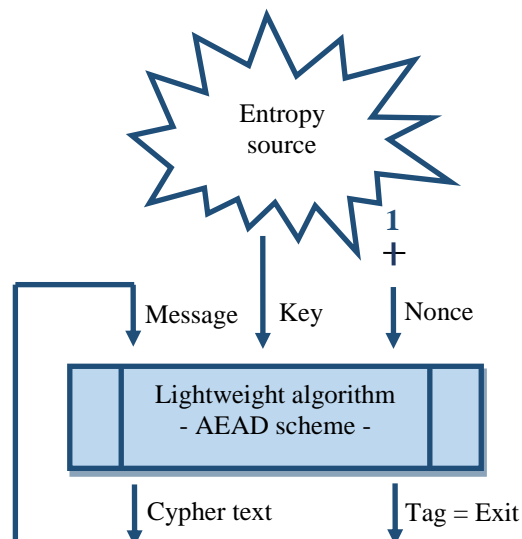 Entropy
source
1
+
Message
Key
Nonce
Lightweight algorithm
- AEAD scheme -
Cypher text
Tag = Exit